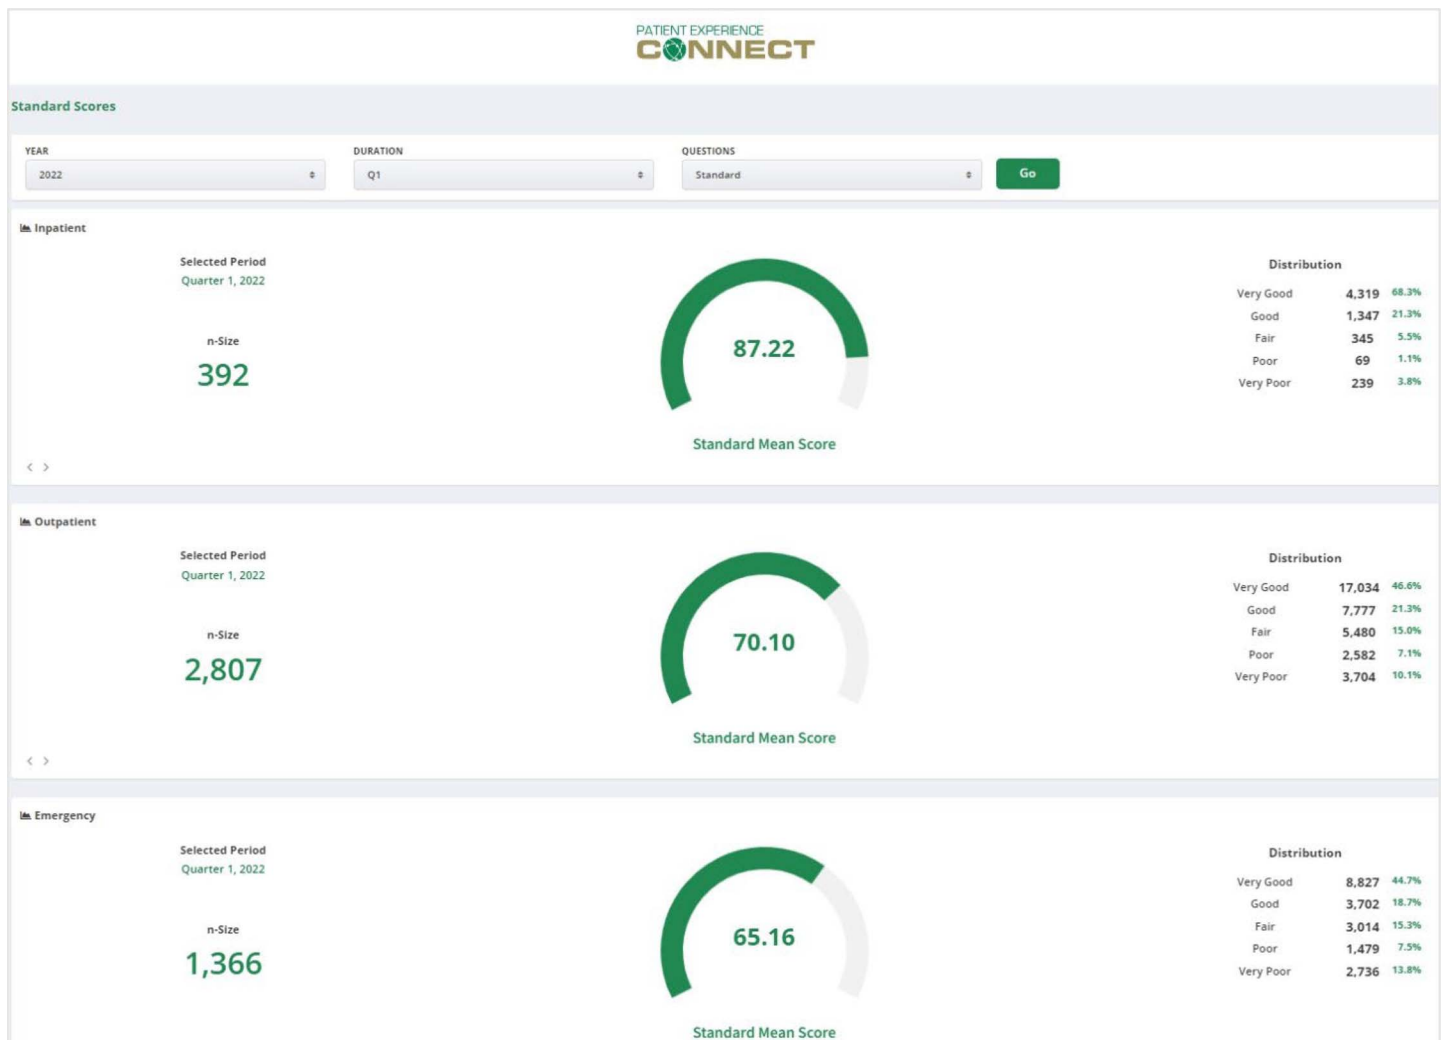 PATIENT EXPERIENCE
CONNECT
Standard Scores
YEAR
DURATION
QUESTIONS
2022
Q1
Standard
Go
Inpatient
Selected Period
Quarter 1, 2022
n-Size
392
87.22
Standard Mean Score
Distribution
Very Good 4,319 68.3%
Good 1,347 21.3%
Fair 345 5.5%
Poor 69 1.1%
Very Poor 239 3.8%
Outpatient
Selected Period
Quarter 1, 2022
n-Size
2,807
70.10
Standard Mean Score
Distribution
Very Good 17,034 46.6%
Good 7,777 21.3%
Fair 5,480 15.0%
Poor 2,582 7.1%
Very Poor 3,704 10.1%
Emergency
Selected Period
Quarter 1, 2022
n-Size
1,366
65.16
Standard Mean Score
Distribution
Very Good 8,827 44.7%
Good 3,702 18.7%
Fair 3,014 15.3%
Poor 1,479 7.5%
Very Poor 2,736 13.8%